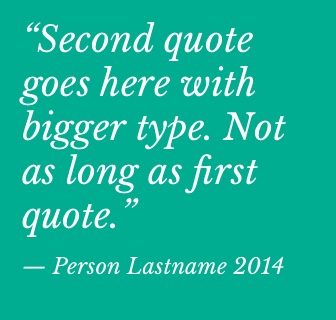 “Second quote
goes here with
bigger type. Not
as long as first
quote.”
— Person Lastname 2014